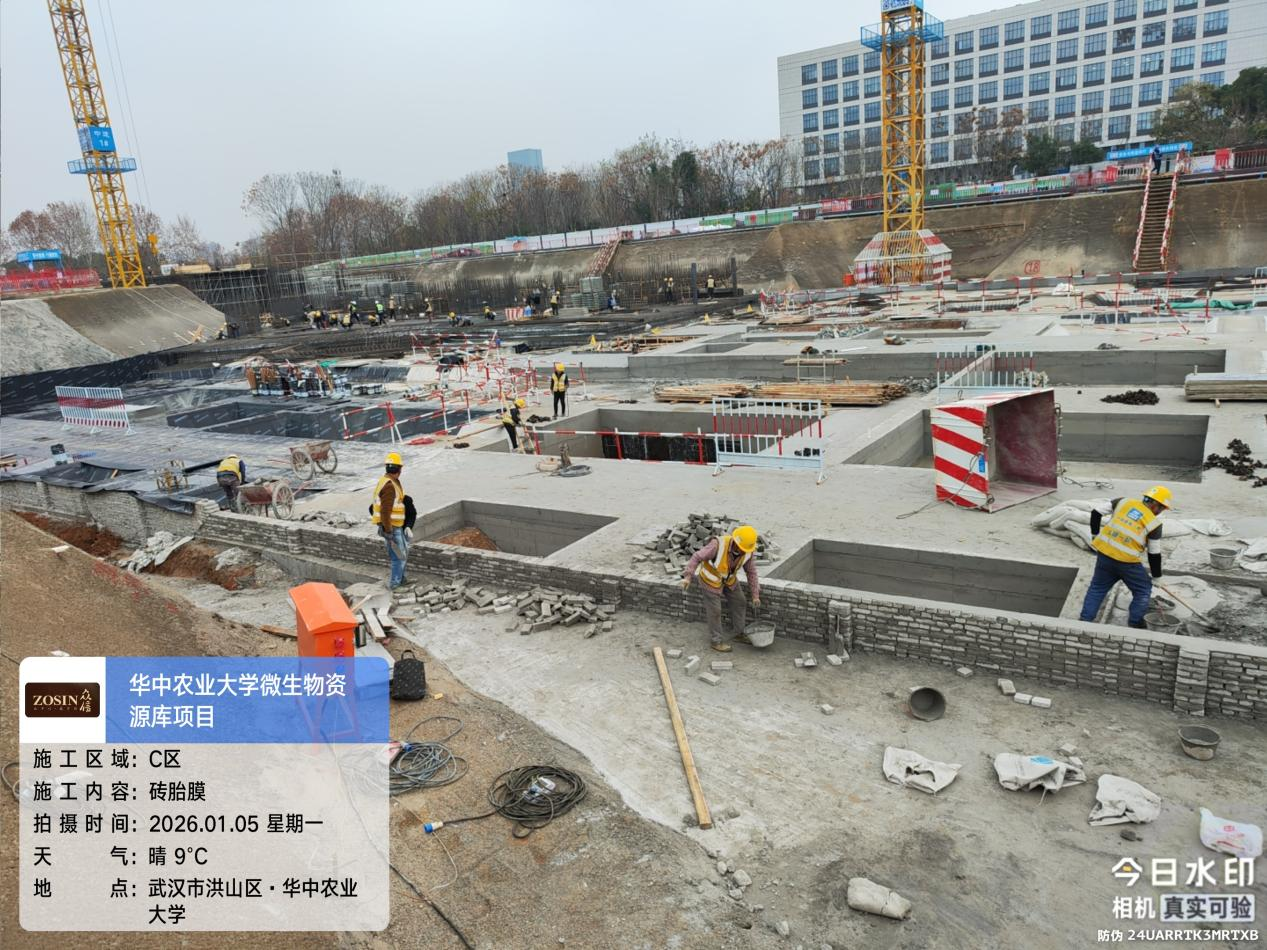 中建
1#
ZOSIN 众信
华中农业大学微生物资
源库项目
施工区域：C区
施工内容：砖胎膜
拍摄时间：2026.01.05 星期一
天气：晴 9°C
地点：武汉市洪山区·华中农业
大学
今日水印
相机 真实可验
防伪 24UARRTK3MRTXB